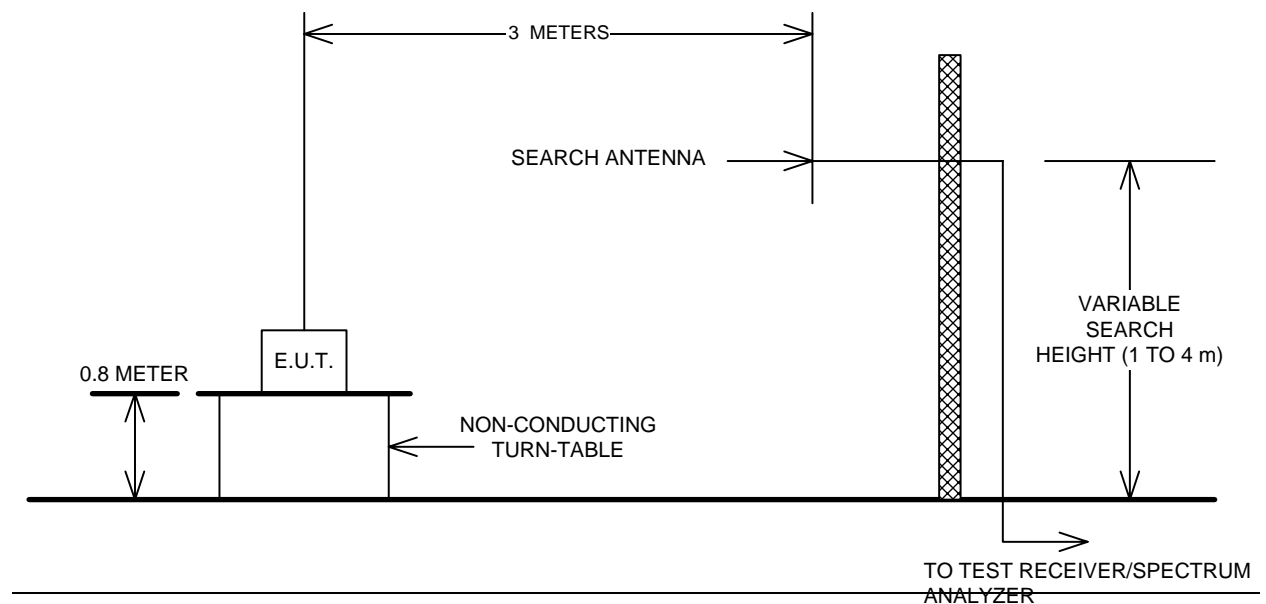 3 METERS
SEARCH ANTENNA
VARIABLE
SEARCH
HEIGHT (1 TO 4 m)
E.U.T.
0.8 METER
NON-CONDUCTING
TURN-TABLE
TO TEST RECEIVER/SPECTRUM
ANALYZER